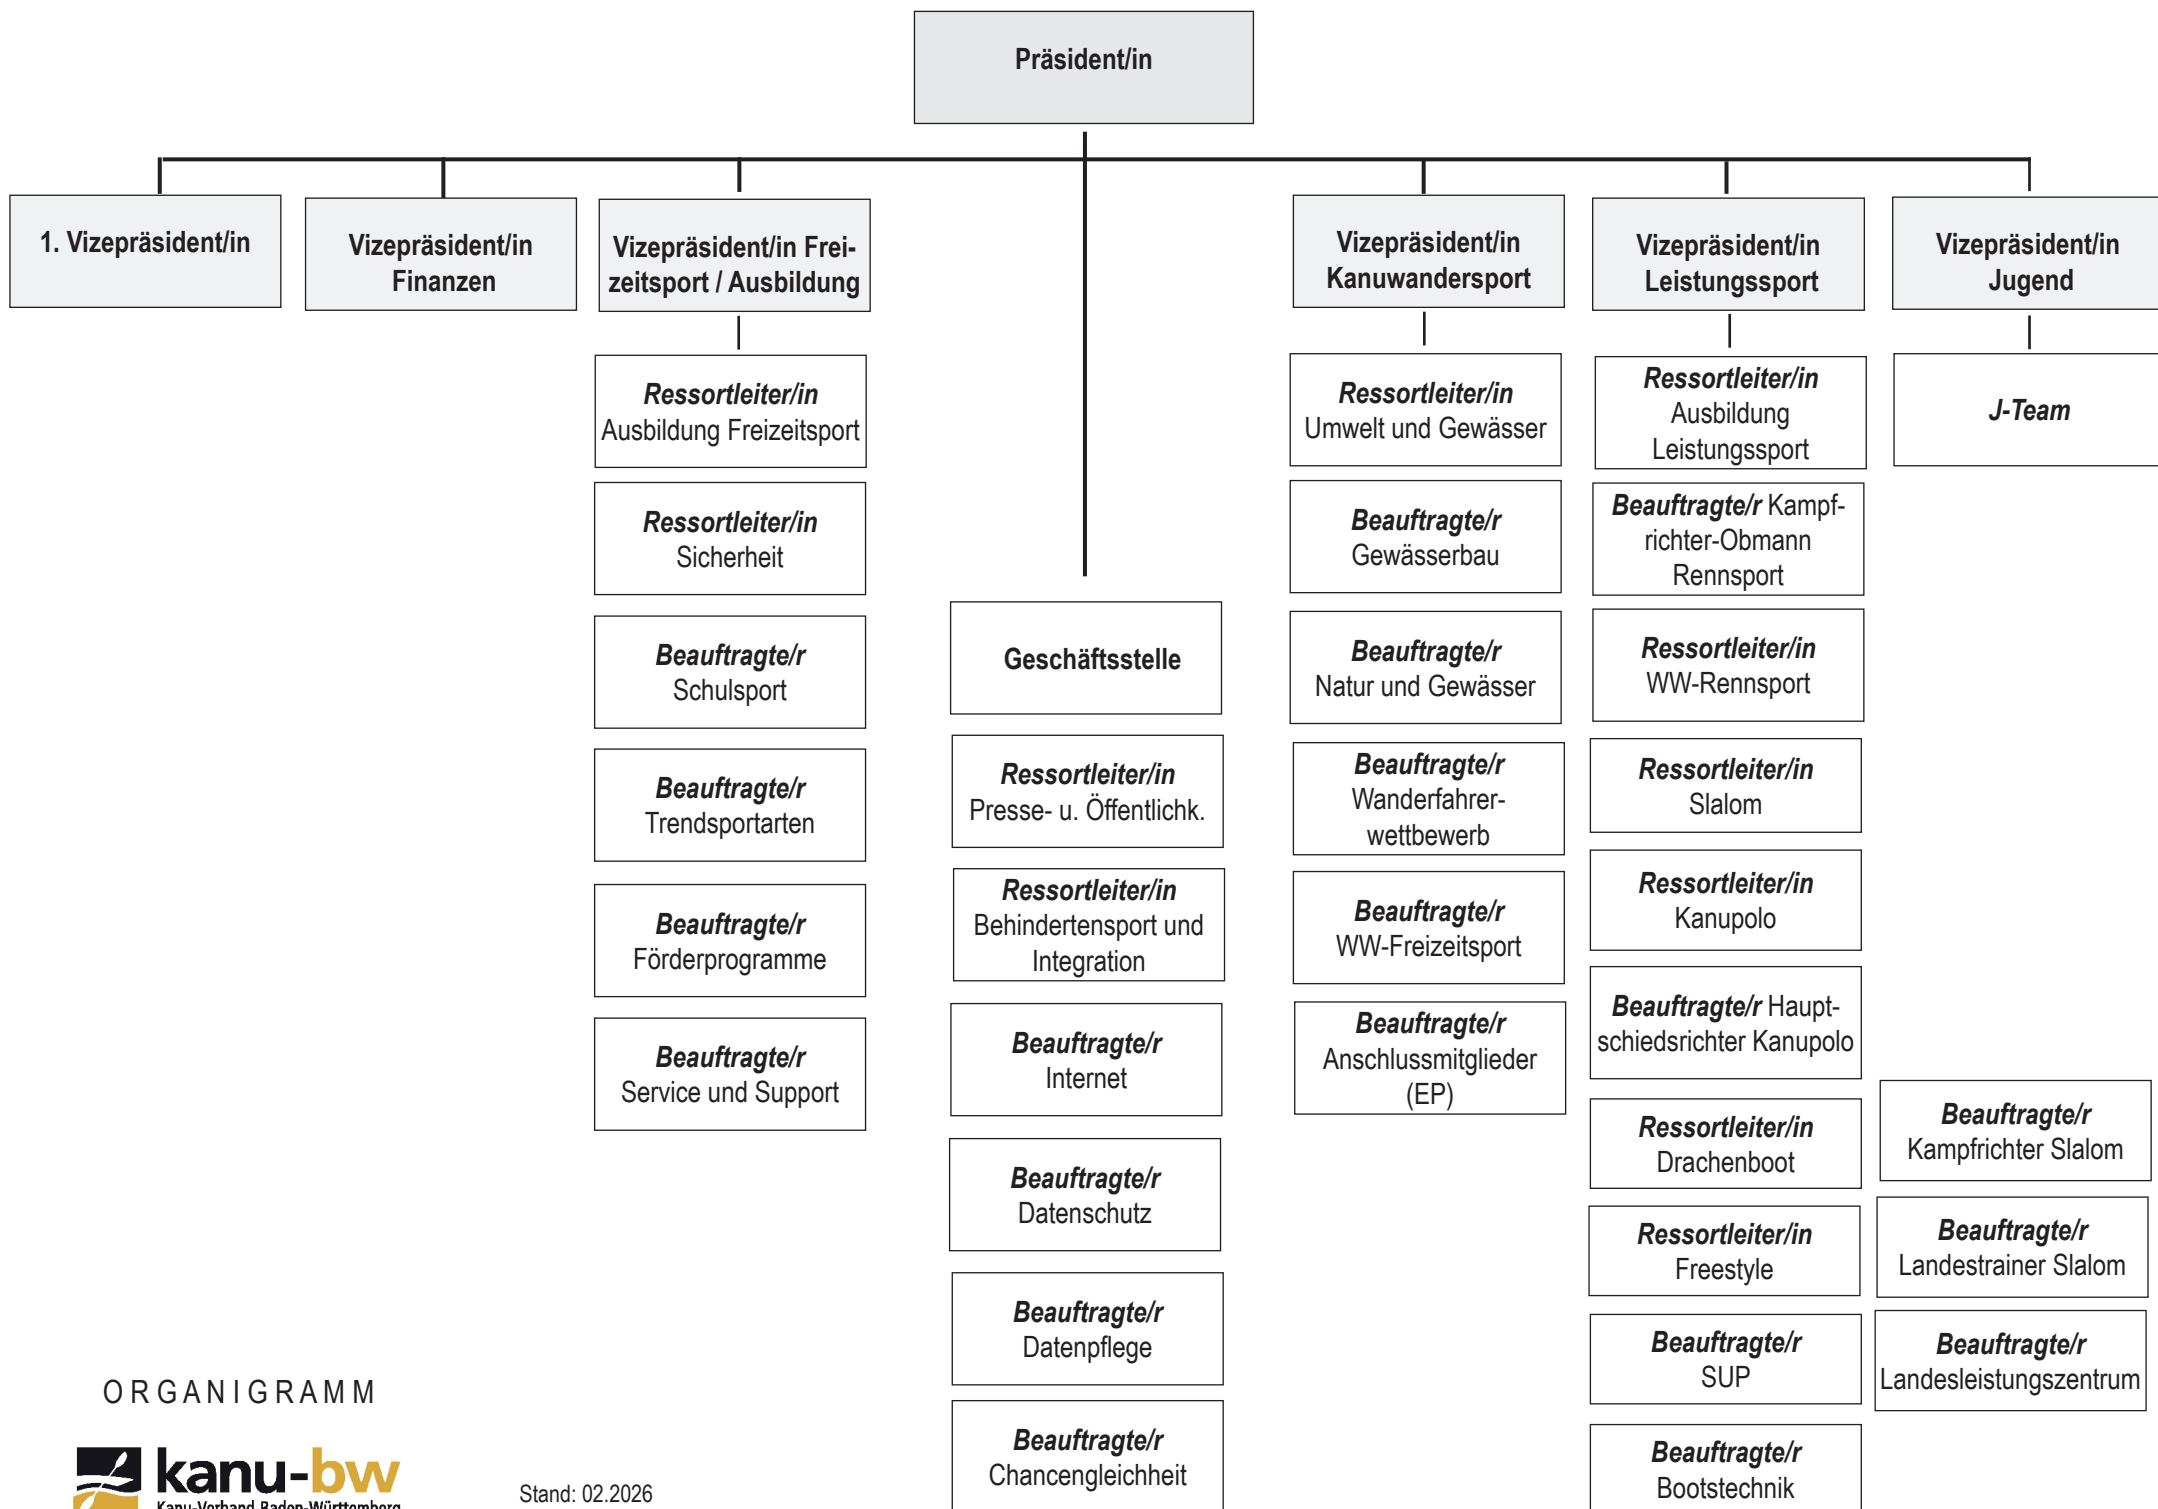 Präsident/in
1. Vizepräsident/in
Vizepräsident/in
Finanzen
Vizepräsident/in Frei-
zeitsport / Ausbildung
Vizepräsident/in
Kanuwandersport
Vizepräsident/in
Leistungssport
Vizepräsident/in
Jugend
Ressortleiter/in
Ausbildung Freizeitsport
Ressortleiter/in
Sicherheit
Beauftragte/r
Schulsport
Beauftragte/r
Trendsportarten
Beauftragte/r
Förderprogramme
Beauftragte/r
Service und Support
Geschäftsstelle
Ressortleiter/in
Presse- u. Öffentlichk.
Ressortleiter/in
Behindertensport und
Integration
Beauftragte/r
Internet
Beauftragte/r
Datenschutz
Beauftragte/r
Datenpflege
Beauftragte/r
Chancengleichheit
Ressortleiter/in
Umwelt und Gewässer
Beauftragte/r
Gewässerbau
Beauftragte/r
Natur und Gewässer
Beauftragte/r
Wanderfahrer-
wettbewerb
Beauftragte/r
WW-Freizeitsport
Beauftragte/r
Anschlussmitglieder
(EP)
Ressortleiter/in
Ausbildung
Leistungssport
Beauftragte/r Kampf-
richter-Obmann
Rennsport
Ressortleiter/in
WW-Rennsport
Ressortleiter/in
Slalom
Ressortleiter/in
Kanupolo
Beauftragte/r Haupt-
schiedsrichter Kanupolo
Ressortleiter/in
Drachenboot
Ressortleiter/in
Freestyle
Beauftragte/r
SUP
Beauftragte/r
Bootstechnik
J-Team
Beauftragte/r
Kampfrichter Slalom
Beauftragte/r
Landestrainer Slalom
Beauftragte/r
Landesleistungszentrum
ORGANIGRAMM
kanu-bw
Kanu-Verband Baden-Württemberg
Stand: 02.2026